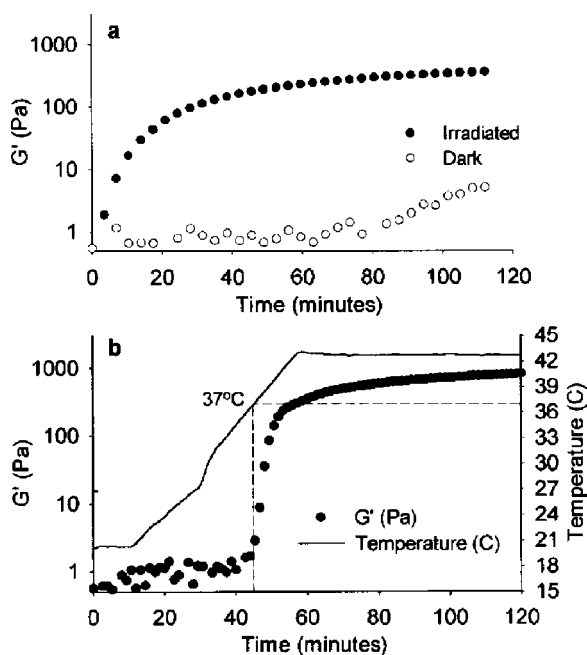 a
1000
100
10
1
G' (Pa)
Irradiated
Dark
0 20 40 60 80 100 120
Time (minutes)
b
1000
100
10
1
G' (Pa)
37ºC
G' (Pa)
Temperature (C)
45
42
39
36
33
30
27
24
21
18
15
Temperature (C)
0 20 40 60 80 100 120
Time (minutes)